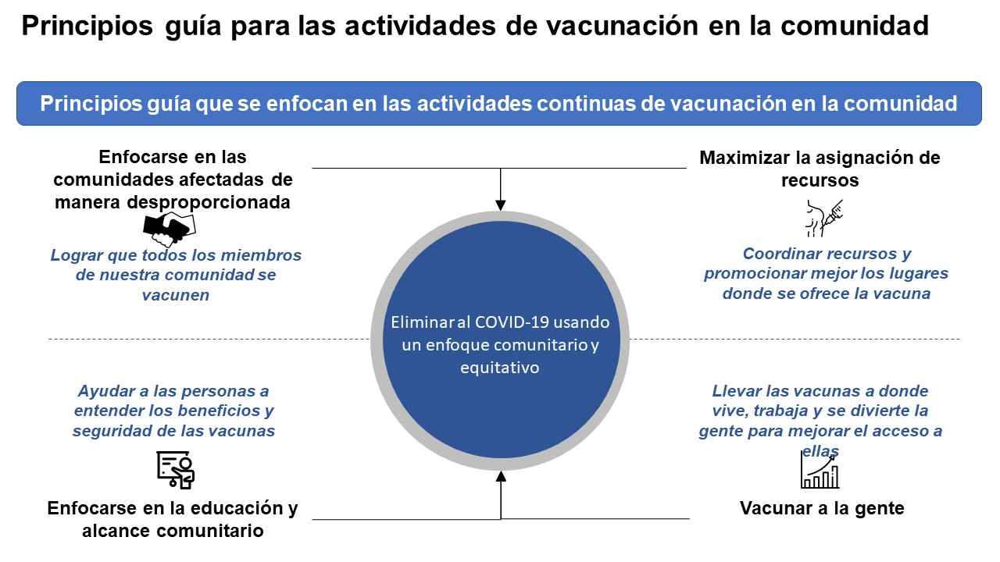 Principios guía para las actividades de vacunación en la comunidad
Principios guía que se enfocan en las actividades continuas de vacunación en la comunidad
Enfocarse en las
comunidades afectadas de
manera desproporcionada
Lograr que todos los miembros
de nuestra comunidad se
vacunen
Maximizar la asignación de
recursos
Coordinar recursos y
promocionar mejor los lugares
donde se ofrece la vacuna
Eliminar al COVID-19 usando
un enfoque comunitario y
equitativo
Ayudar a las personas a
entender los beneficios y
seguridad de las vacunas
Enfocarse en la educación y
alcance comunitario
Llevar las vacunas a donde
vive, trabaja y se divierte la
gente para mejorar el acceso a
ellas
Vacunar a la gente